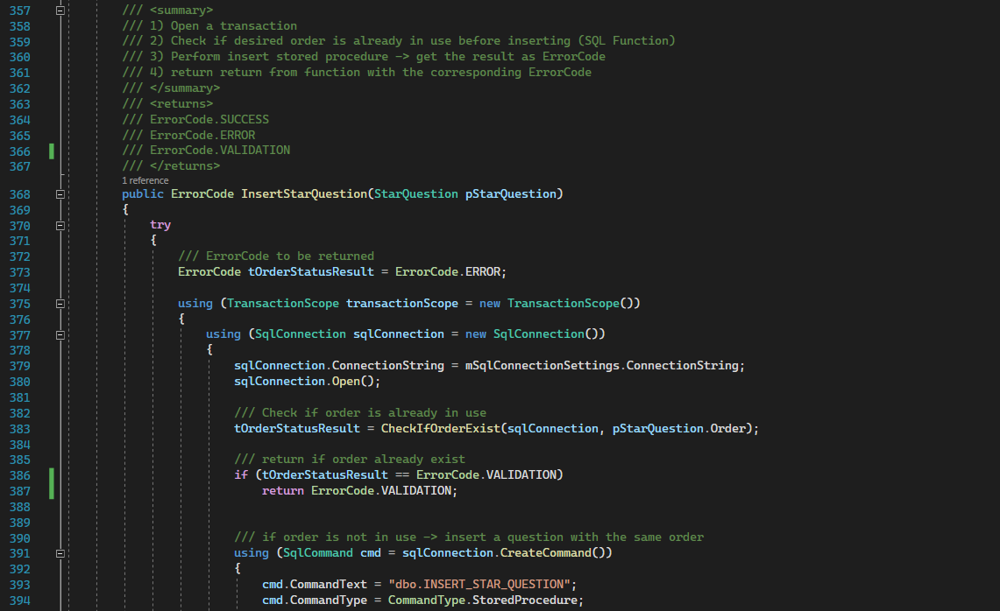 357 /// <summary>
358 /// 1) Open a transaction
359 /// 2) Check if desired order is already in use before inserting (SQL Function)
360 /// 3) Perform insert stored procedure -> get the result as ErrorCode
361 /// 4) return return from function with the corresponding ErrorCode
362 /// </summary>
363 /// <returns>
364 /// ErrorCode.SUCCESS
365 /// ErrorCode.ERROR
366 /// ErrorCode.VALIDATION
367 /// </returns>
1 reference
368 public ErrorCode InsertStarQuestion(StarQuestion pStarQuestion)
369 {
370 try
371 {
372 /// ErrorCode to be returned
373 ErrorCode tOrderStatusResult = ErrorCode.ERROR;
374
375 using (TransactionScope transactionScope = new TransactionScope())
376 {
377 using (SqlConnection sqlConnection = new SqlConnection())
378 {
379 sqlConnection.ConnectionString = mSqlConnectionSettings.ConnectionString;
380 sqlConnection.Open();
381
382 /// Check if order is already in use
383 tOrderStatusResult = CheckIfOrderExist(sqlConnection, pStarQuestion.Order);
384
385 /// return if order already exist
386 if (tOrderStatusResult == ErrorCode.VALIDATION)
387 return ErrorCode.VALIDATION;
388
389
390 /// if order is not in use -> insert a question with the same order
391 using (SqlCommand cmd = sqlConnection.CreateCommand())
392 {
393 cmd.CommandText = "dbo.INSERT_STAR_QUESTION";
394 cmd.CommandType = CommandType.StoredProcedure;